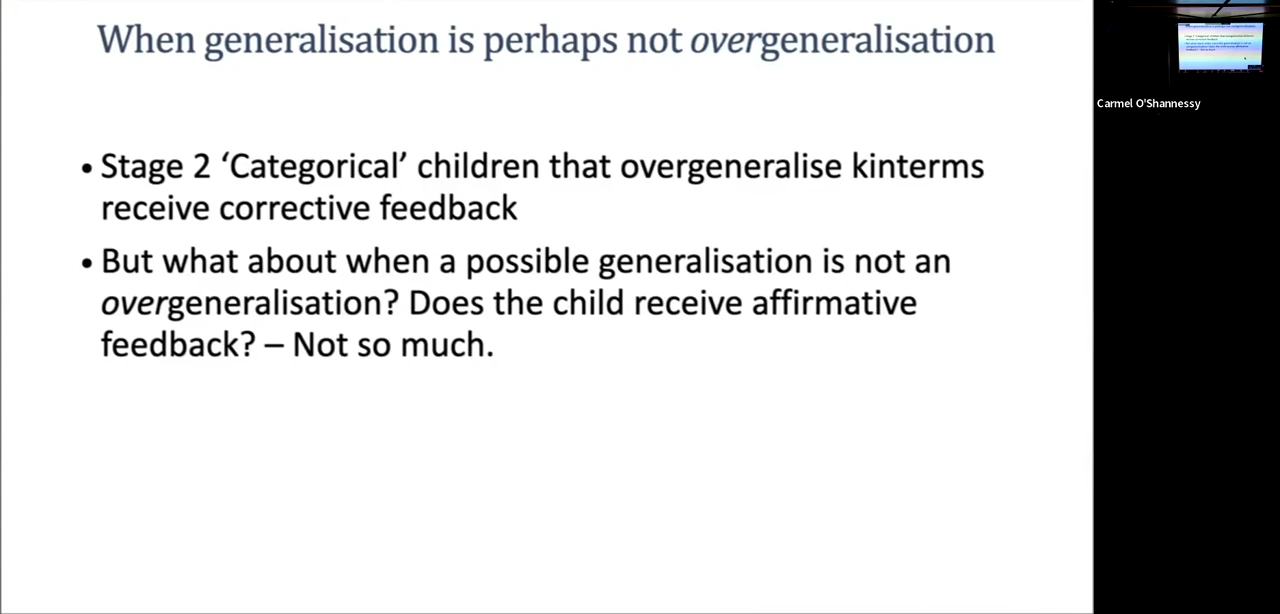 When generalisation is perhaps not overgeneralisation
• Stage 2 ‘Categorical’ children that overgeneralise kinterms
receive corrective feedback
• But what about when a possible generalisation is not an
overgeneralisation? Does the child receive affirmative
feedback? – Not so much.
Carmel O'Shannessy